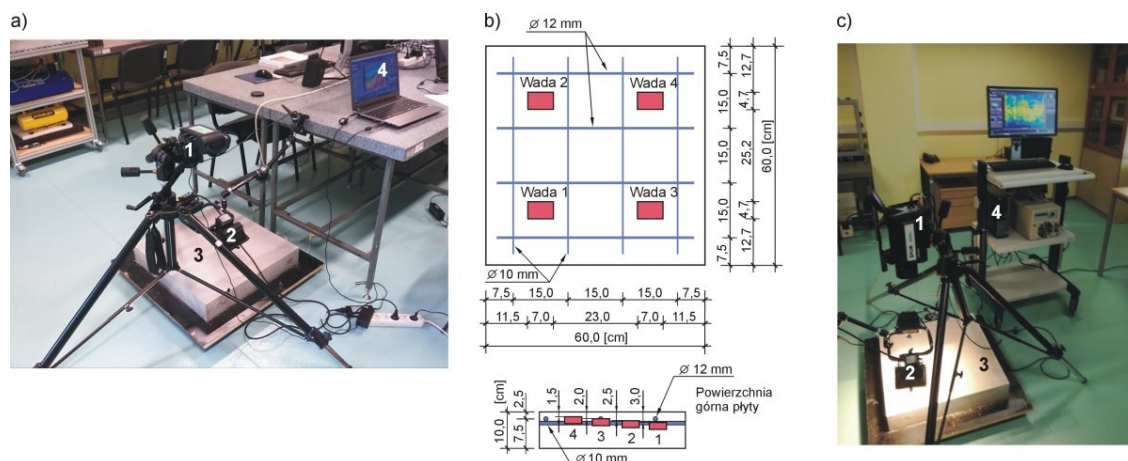 a)
1
2
3
4
b)
Ø 12 mm
Wada 2
Wada 4
Wada 1
Wada 3
Ø 10 mm
7,5
15,0
15,0
15,0
7,5
12,7
4,7
25,2
4,7
12,7
60,0 [cm]
7,5 15,0 15,0 15,0 7,5
11,5 7,0 23,0 7,0 11,5
60,0 [cm]
Ø 12 mm
Powierzchnia
górna płyty
10,0 [cm]
2,5
7,5
1,5
2,0
2,5
3,0
4 3 2 1
Ø 10 mm
c)
1
2
3
4